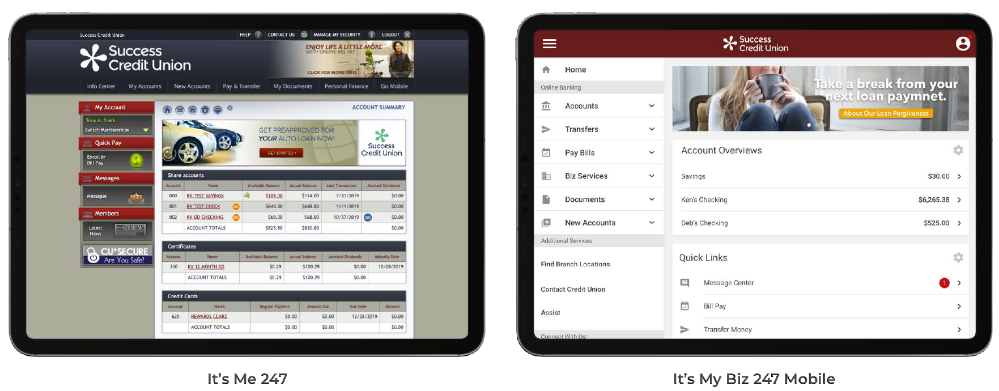 Success Credit Union
HELP ? CONTACT US MANAGE MY SECURITY LOGOUT
Success
Credit Union
ENJOY LIFE A LITTLE MORE
WITH ONLINE BILL PAY
CLICK FOR MORE INFO
Info Center My Accounts New Accounts Pay & Transfer My Documents Personal Finance Go Mobile
My Account
Tony A. Stark
Switch Memberships
Quick Pay
Enroll in
Bill Pay
$
Messages
Messages
17
Members
Latest
News
NEWS
CU*SECURE
Are You Safe?
ACCOUNT SUMMARY
GET PREAPPROVED FOR
YOUR AUTO LOAN NOW!
GET STARTED
Success
Credit Union
Share accounts
Account Name Available Balance Actual Balance Last Transaction Accrued Dividends
000 KV TEST SAVINGS $109.00 $114.00 7/31/2019 $0.00
001 KV TEST CHECK OC $648.80 $648.80 11/1/2019 $0.00
002 KV OD CHECKING OC $68.00 $68.00 10/27/2019 OD $0.00
ACCOUNT TOTALS $825.80 $830.80 $0.00
Certificates
Account Name Available Balance Actual Balance Accrued Dividends Maturity Date
330 KV 12 MONTH CD $0.29 $100.29 $0.00 12/28/2019
ACCOUNT TOTALS $0.29 $100.29 $0.00
Credit Cards
Account Name Regular Payment Amount Due Due Date Balance
620 REWARDS CCARD $0.00 $0.00 12/28/2019 $0.00
ACCOUNT TOTALS $0.00 $0.00 $0.00
It's Me 247
Success
Credit Union
Home
Online Banking
Accounts
Transfers
Pay Bills
Biz Services
Documents
New Accounts
Additional Services
Find Branch Locations
Contact Credit Union
Assist
Connect With Us!
Take a break from your
next loan paymnet.
About Our Loan Forgiveness
Account Overviews
Savings $30.00
Ken's Checking $6,265.38
Deb's Checking $525.00
Quick Links
Message Center 1
Bill Pay
Transfer Money
It's My Biz 247 Mobile